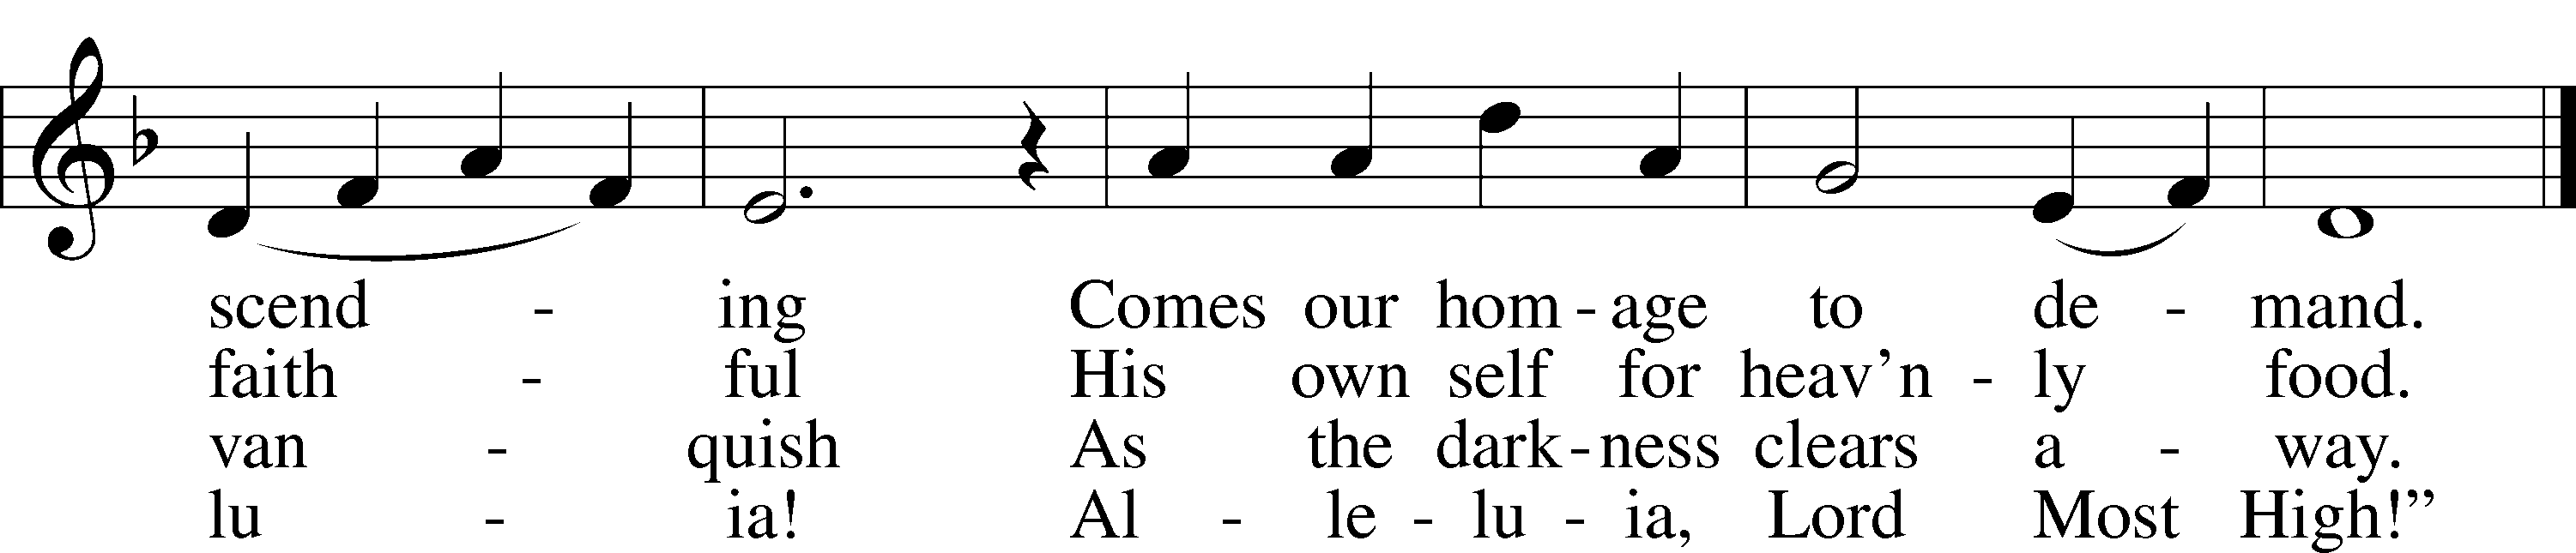 scend - ing Comes our hom - age to de - mand.
faith - ful His own self for heav’n - ly food.
van - quish As the dark - ness clears a - way.
lu - ia! Al - le - lu - ia, Lord Most High!”